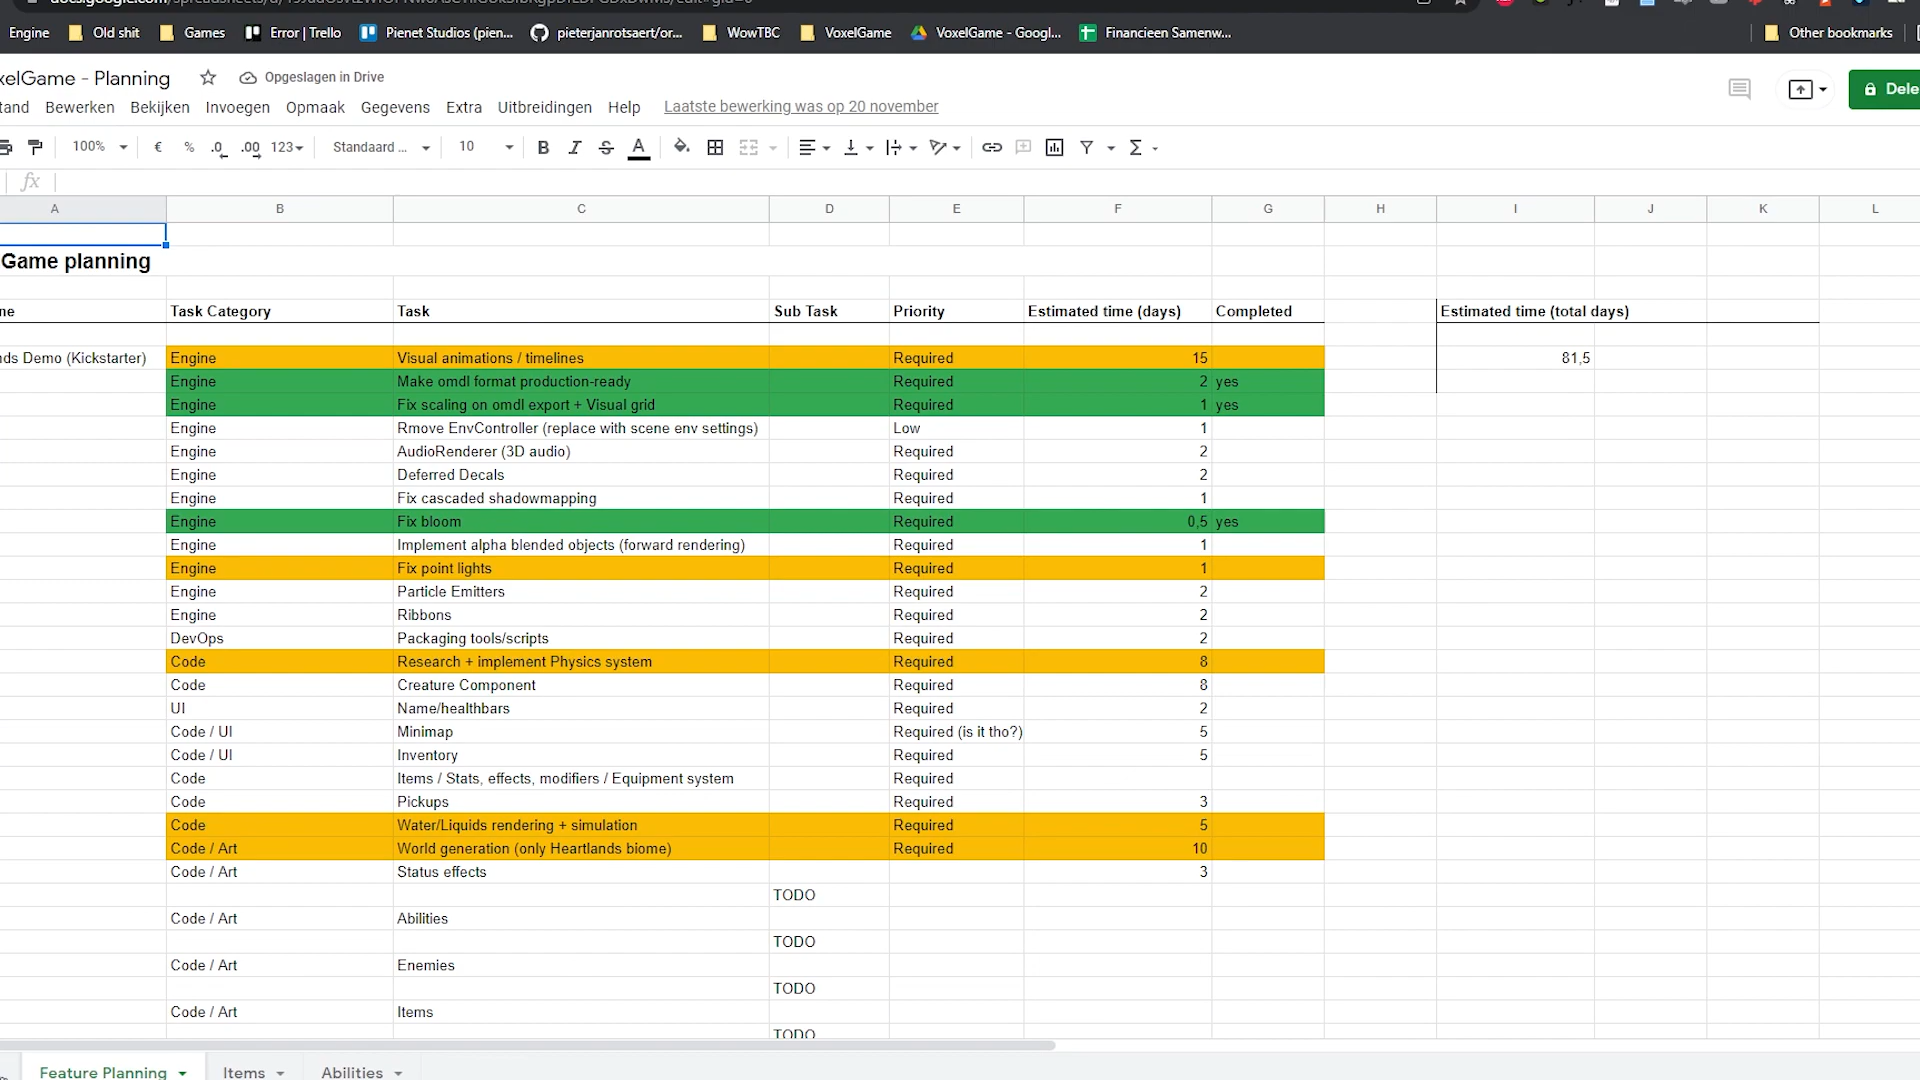 Engine Old shit Games Error | Trello Pienet Studios (pien... pieterjanrotsaert/or... WowTBC VoxelGame VoxelGame - Googl... Financieen Samenw... Other bookmarks
xelGame - Planning Opgeslagen in Drive
tand Bewerken Bekijken Invoegen Opmaak Gegevens Extra Uitbreidingen Help Laatste bewerking was op 20 november Dele
100% € % .0 .00 123 Standaard ... 10 B I S A
fx
A B C D E F G H I J K L
Game planning
ne Task Category Task Sub Task Priority Estimated time (days) Completed Estimated time (total days)
nds Demo (Kickstarter) Engine Visual animations / timelines Required 15 81,5
Engine Make omdl format production-ready Required 2 yes
Engine Fix scaling on omdl export + Visual grid Required 1 yes
Engine Rmove EnvController (replace with scene env settings) Low 1
Engine AudioRenderer (3D audio) Required 2
Engine Deferred Decals Required 2
Engine Fix cascaded shadowmapping Required 1
Engine Fix bloom Required 0,5 yes
Engine Implement alpha blended objects (forward rendering) Required 1
Engine Fix point lights Required 1
Engine Particle Emitters Required 2
Engine Ribbons Required 2
DevOps Packaging tools/scripts Required 2
Code Research + implement Physics system Required 8
Code Creature Component Required 8
UI Name/healthbars Required 2
Code / UI Minimap Required (is it tho?) 5
Code / UI Inventory Required 5
Code Items / Stats, effects, modifiers / Equipment system Required
Code Pickups Required 3
Code Water/Liquids rendering + simulation Required 5
Code / Art World generation (only Heartlands biome) Required 10
Code / Art Status effects 3
TODO
Code / Art Abilities
TODO
Code / Art Enemies
TODO
Code / Art Items
TODO
Feature Planning Items Abilities